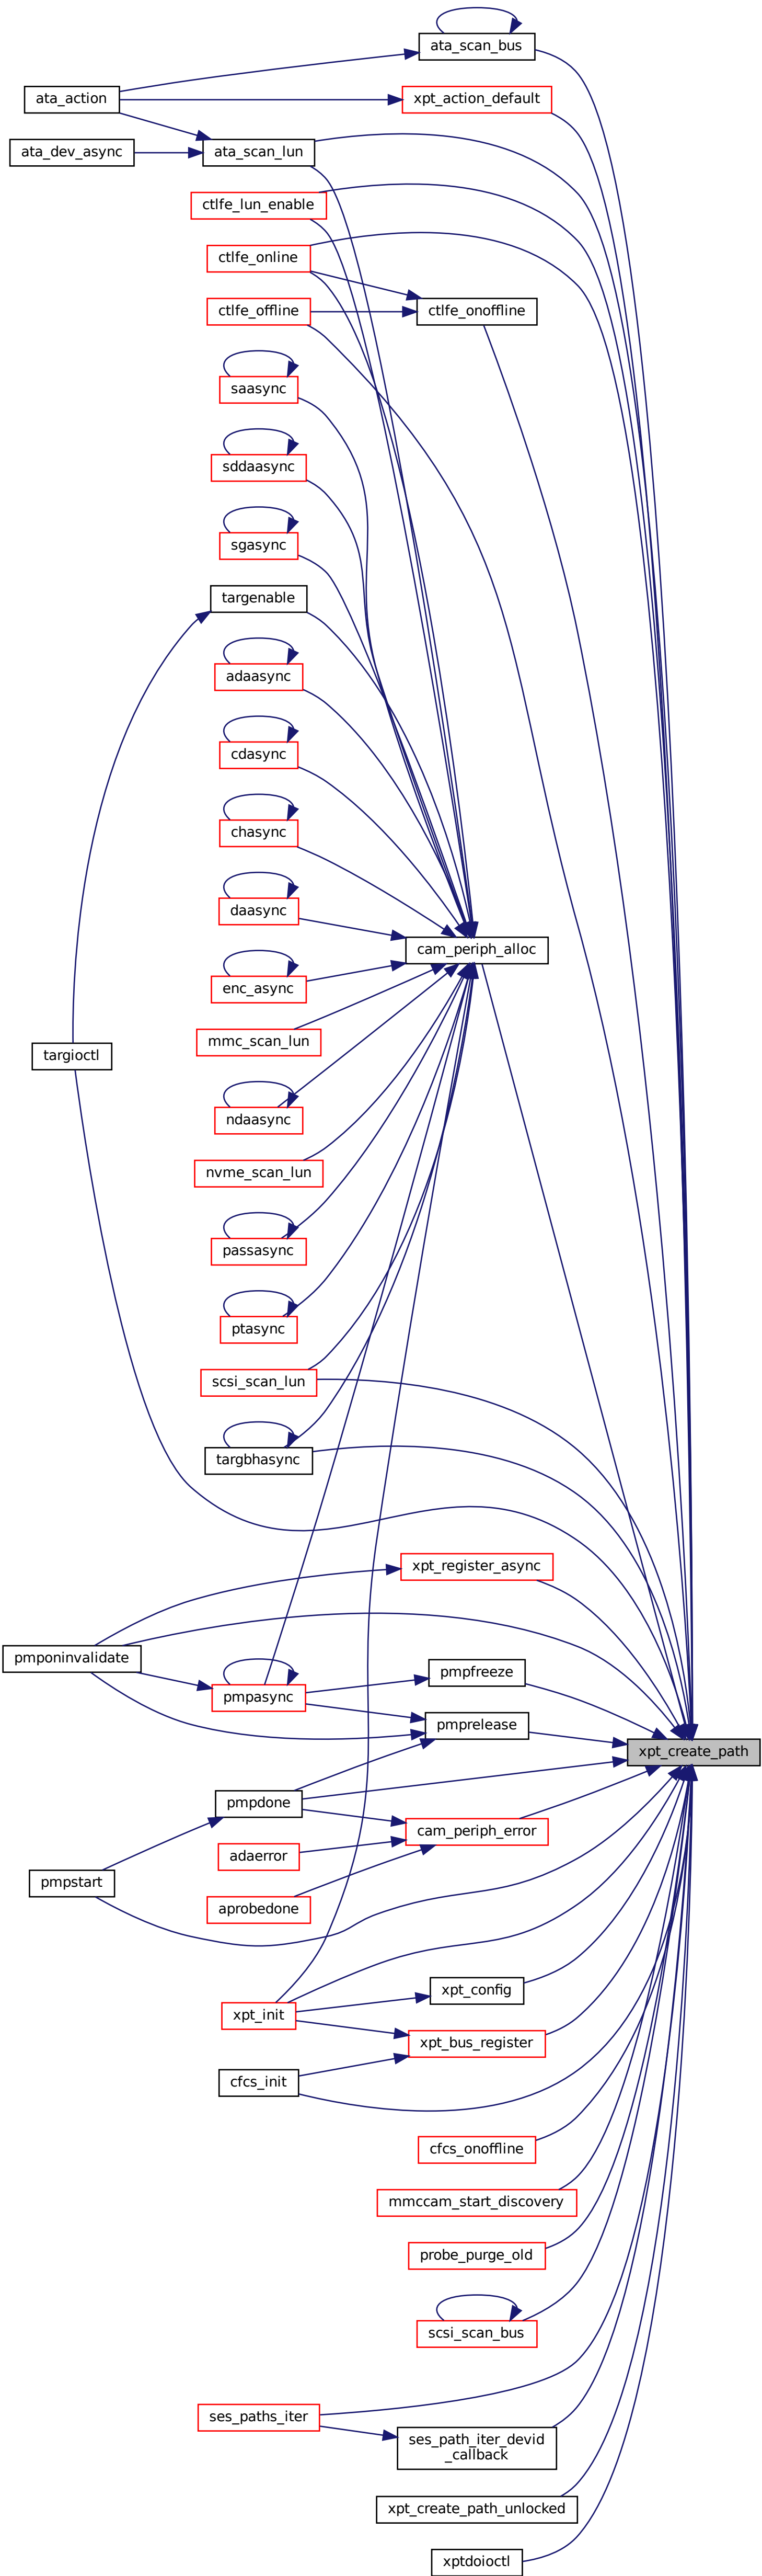 ata_scan_bus
ata_action
xpt_action_default
ata_dev_async
ata_scan_lun
ctlfe_lun_enable
ctlfe_online
ctlfe_offline
ctlfe_onoffline
saasync
sddaasync
sgasync
targenable
adaasync
cdasync
chasync
daasync
cam_periph_alloc
enc_async
mmc_scan_lun
targioctl
ndaasync
nvme_scan_lun
passasync
ptasync
scsi_scan_lun
targbhasync
xpt_register_async
pmponinvalidate
pmpfreeze
pmpasync
pmprelease
xpt_create_path
pmpdone
cam_periph_error
adaerror
pmpstart
aprobedone
xpt_config
xpt_init
xpt_bus_register
cfcs_init
cfcs_onoffline
mmccam_start_discovery
probe_purge_old
scsi_scan_bus
ses_paths_iter
ses_path_iter_devid
_callback
xpt_create_path_unlocked
xptdoioctl